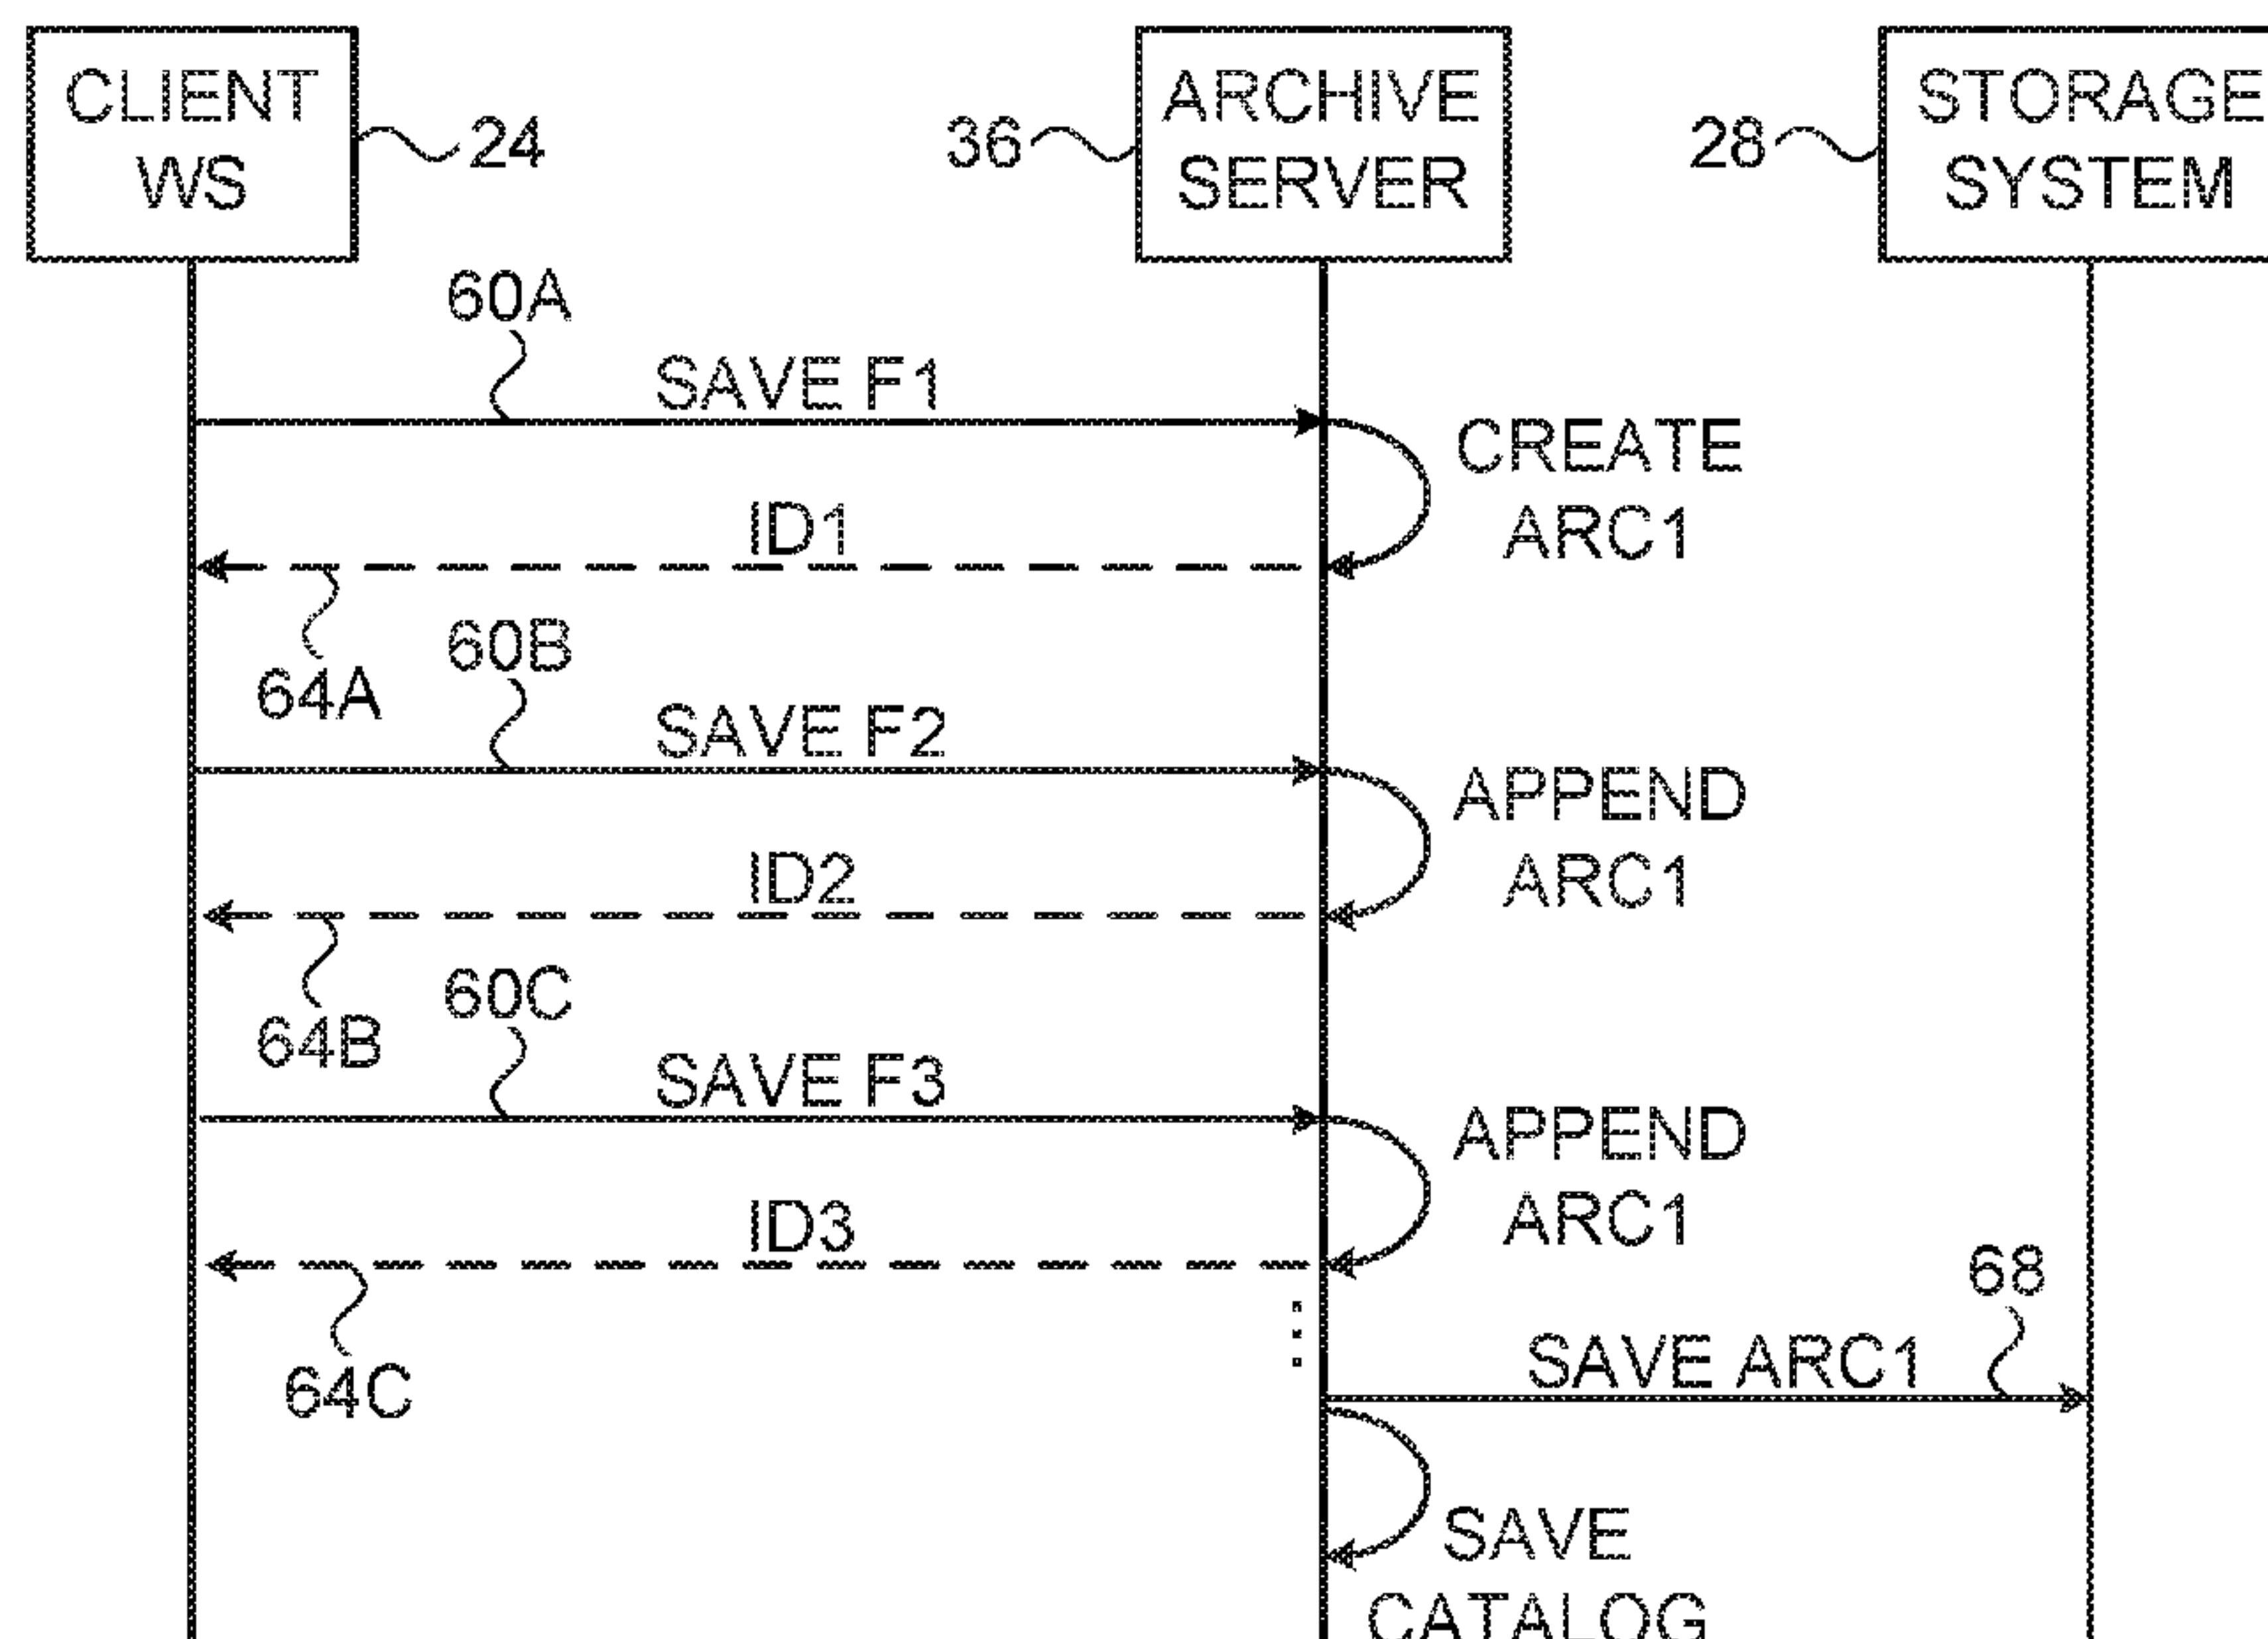 CLIENT
WS
24
36
ARCHIVE
SERVER
28
STORAGE
SYSTEM
60A
SAVE F1
CREATE
ARC1
ID1
64A
60B
SAVE F2
APPEND
ARC1
ID2
64B
60C
SAVE F3
APPEND
ARC1
ID3
64C
68
SAVE ARC1
SAVE
CATALOG